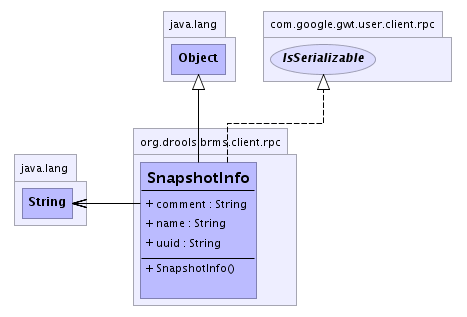 java.lang
Object
com.google.gwt.user.client.rpc
IsSerializable
org.drools.brms.client.rpc
SnapshotInfo
+ comment : String
+ name : String
+ uuid : String
+ SnapshotInfo()
java.lang
String